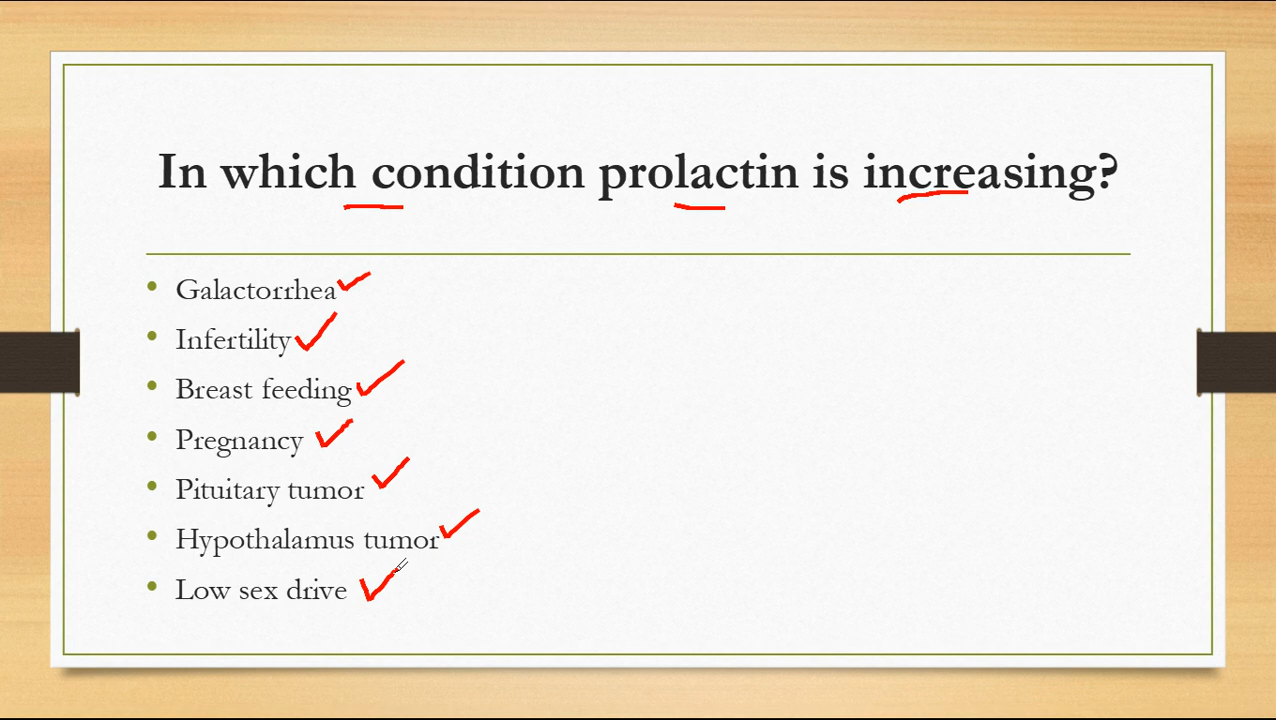 In which condition prolactin is increasing?
• Galactorrhea
• Infertility
• Breast feeding
• Pregnancy
• Pituitary tumor
• Hypothalamus tumor
• Low sex drive